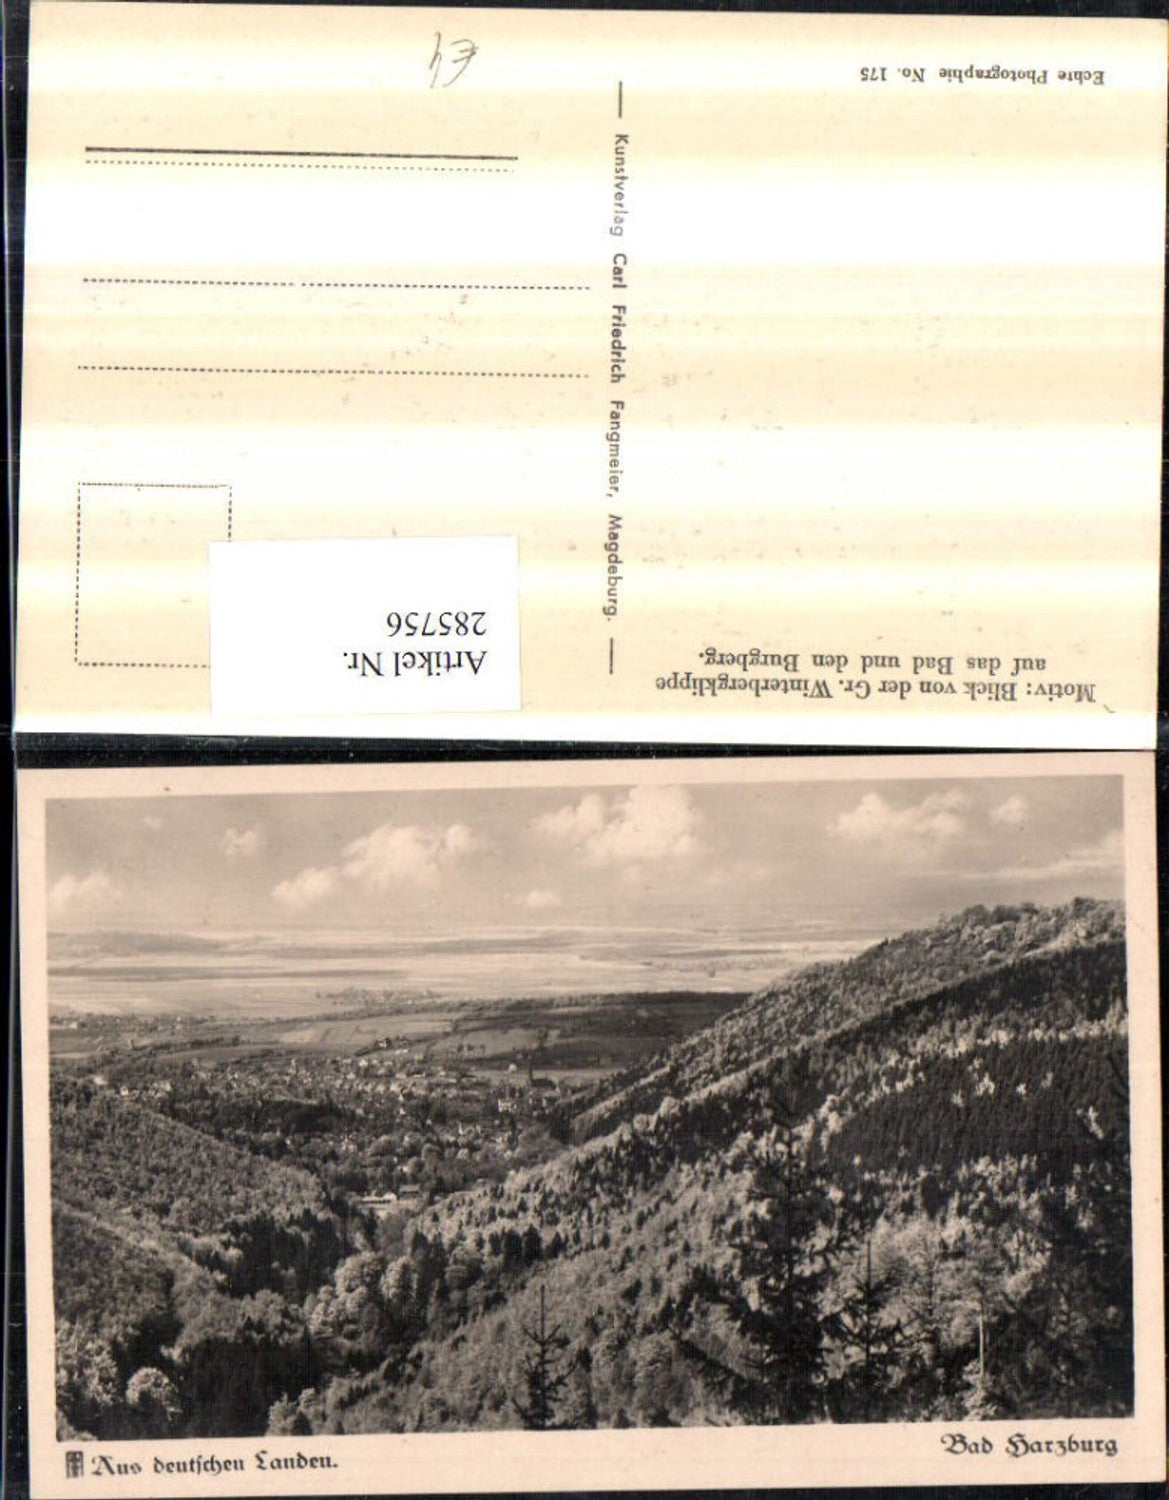 Echte Photographie No. 175
Kunstverlag Carl Friedrich Fangmeier, Magdeburg.
Motiv: Blick von der Gr. Winterbergklippe
auf das Bad und den Burgberg.
Artikel Nr.
285756
Aus deutschen Landen.
Bad Harzburg